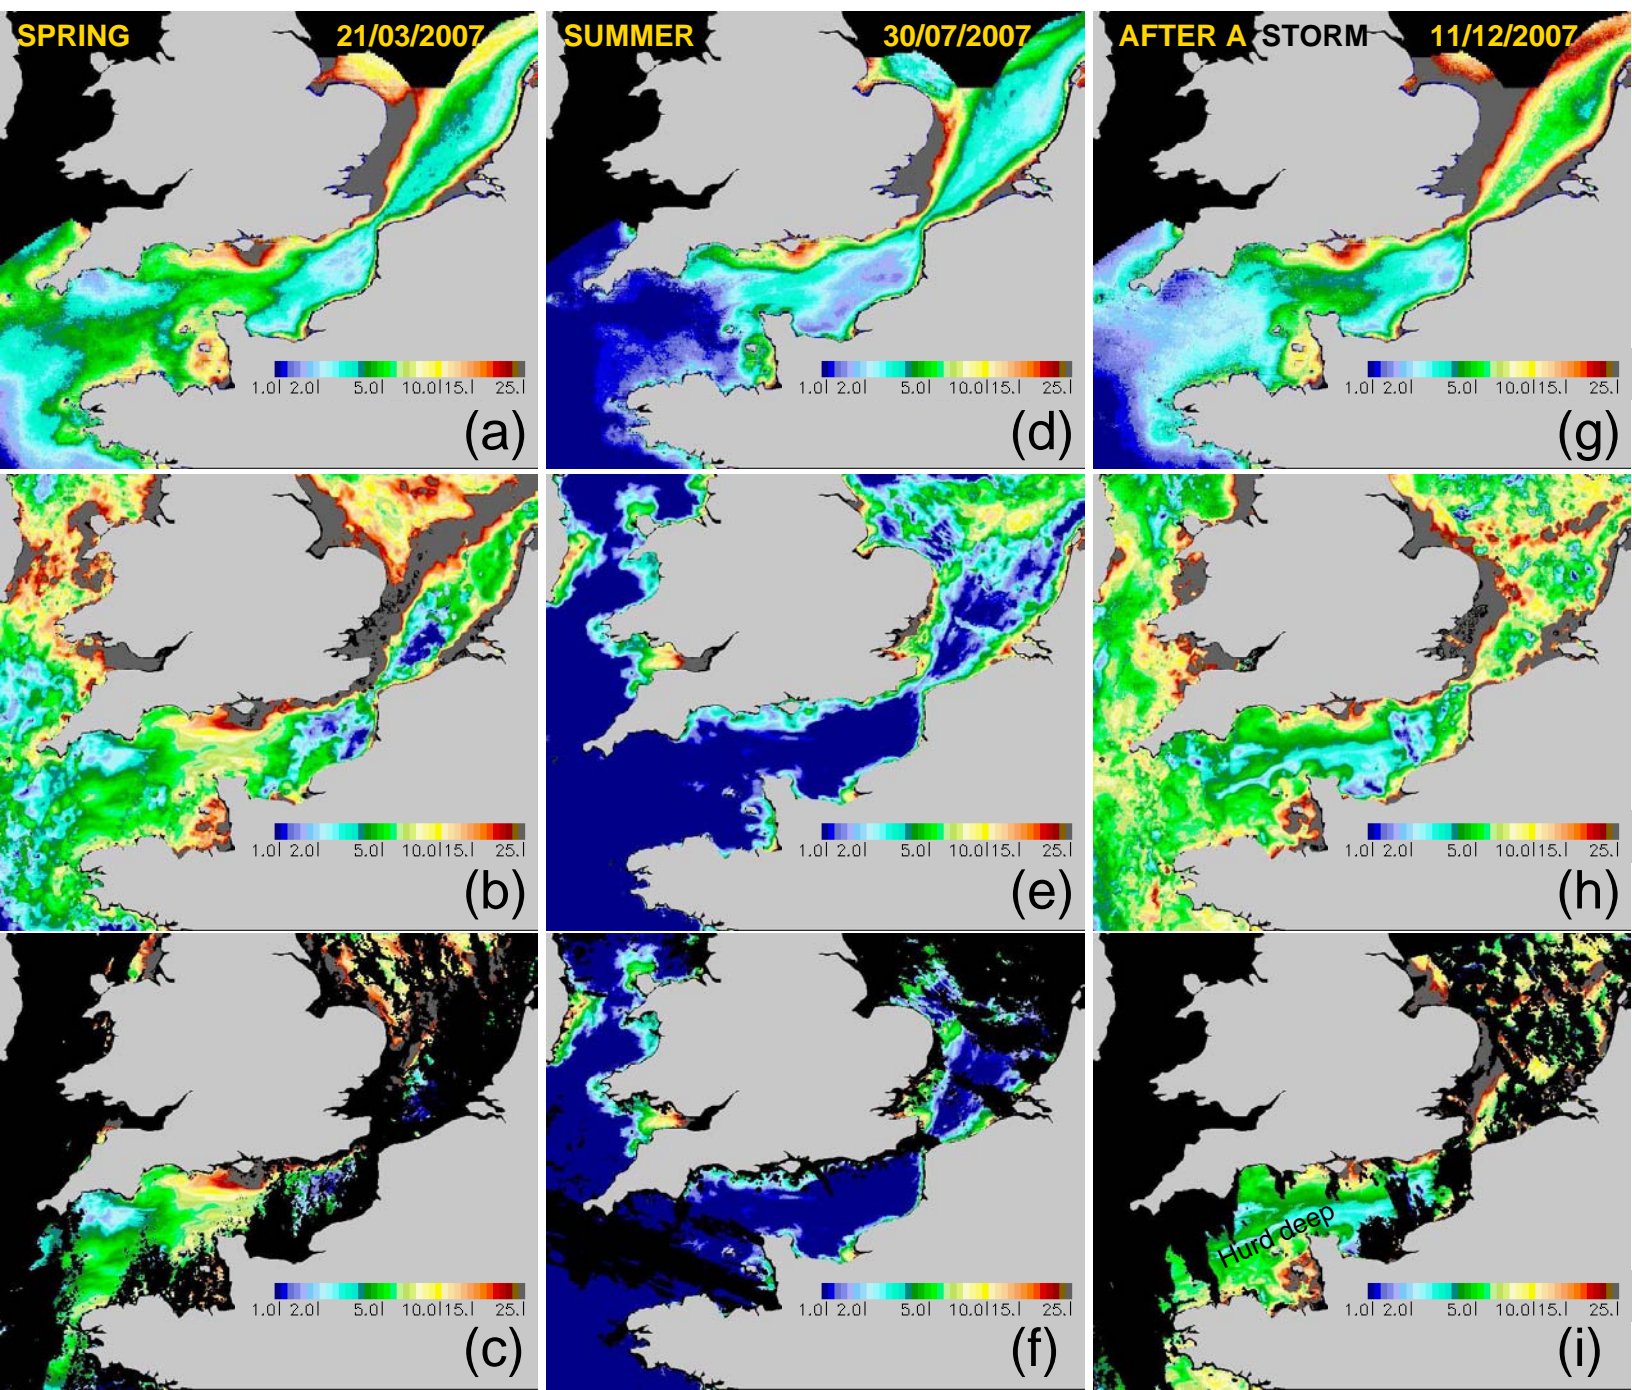 SPRING 21/03/2007
SUMMER 30/07/2007
AFTER A STORM 11/12/2007
1.0 2.0 5.0 10.0 15. 25.
1.0 2.0 5.0 10.0 15. 25.
1.0 2.0 5.0 10.0 15. 25.
(a)
(d)
(g)
1.0 2.0 5.0 10.0 15. 25.
1.0 2.0 5.0 10.0 15. 25.
1.0 2.0 5.0 10.0 15. 25.
(b)
(e)
(h)
Hurd deep
1.0 2.0 5.0 10.0 15. 25.
1.0 2.0 5.0 10.0 15. 25.
1.0 2.0 5.0 10.0 15. 25.
(c)
(f)
(i)